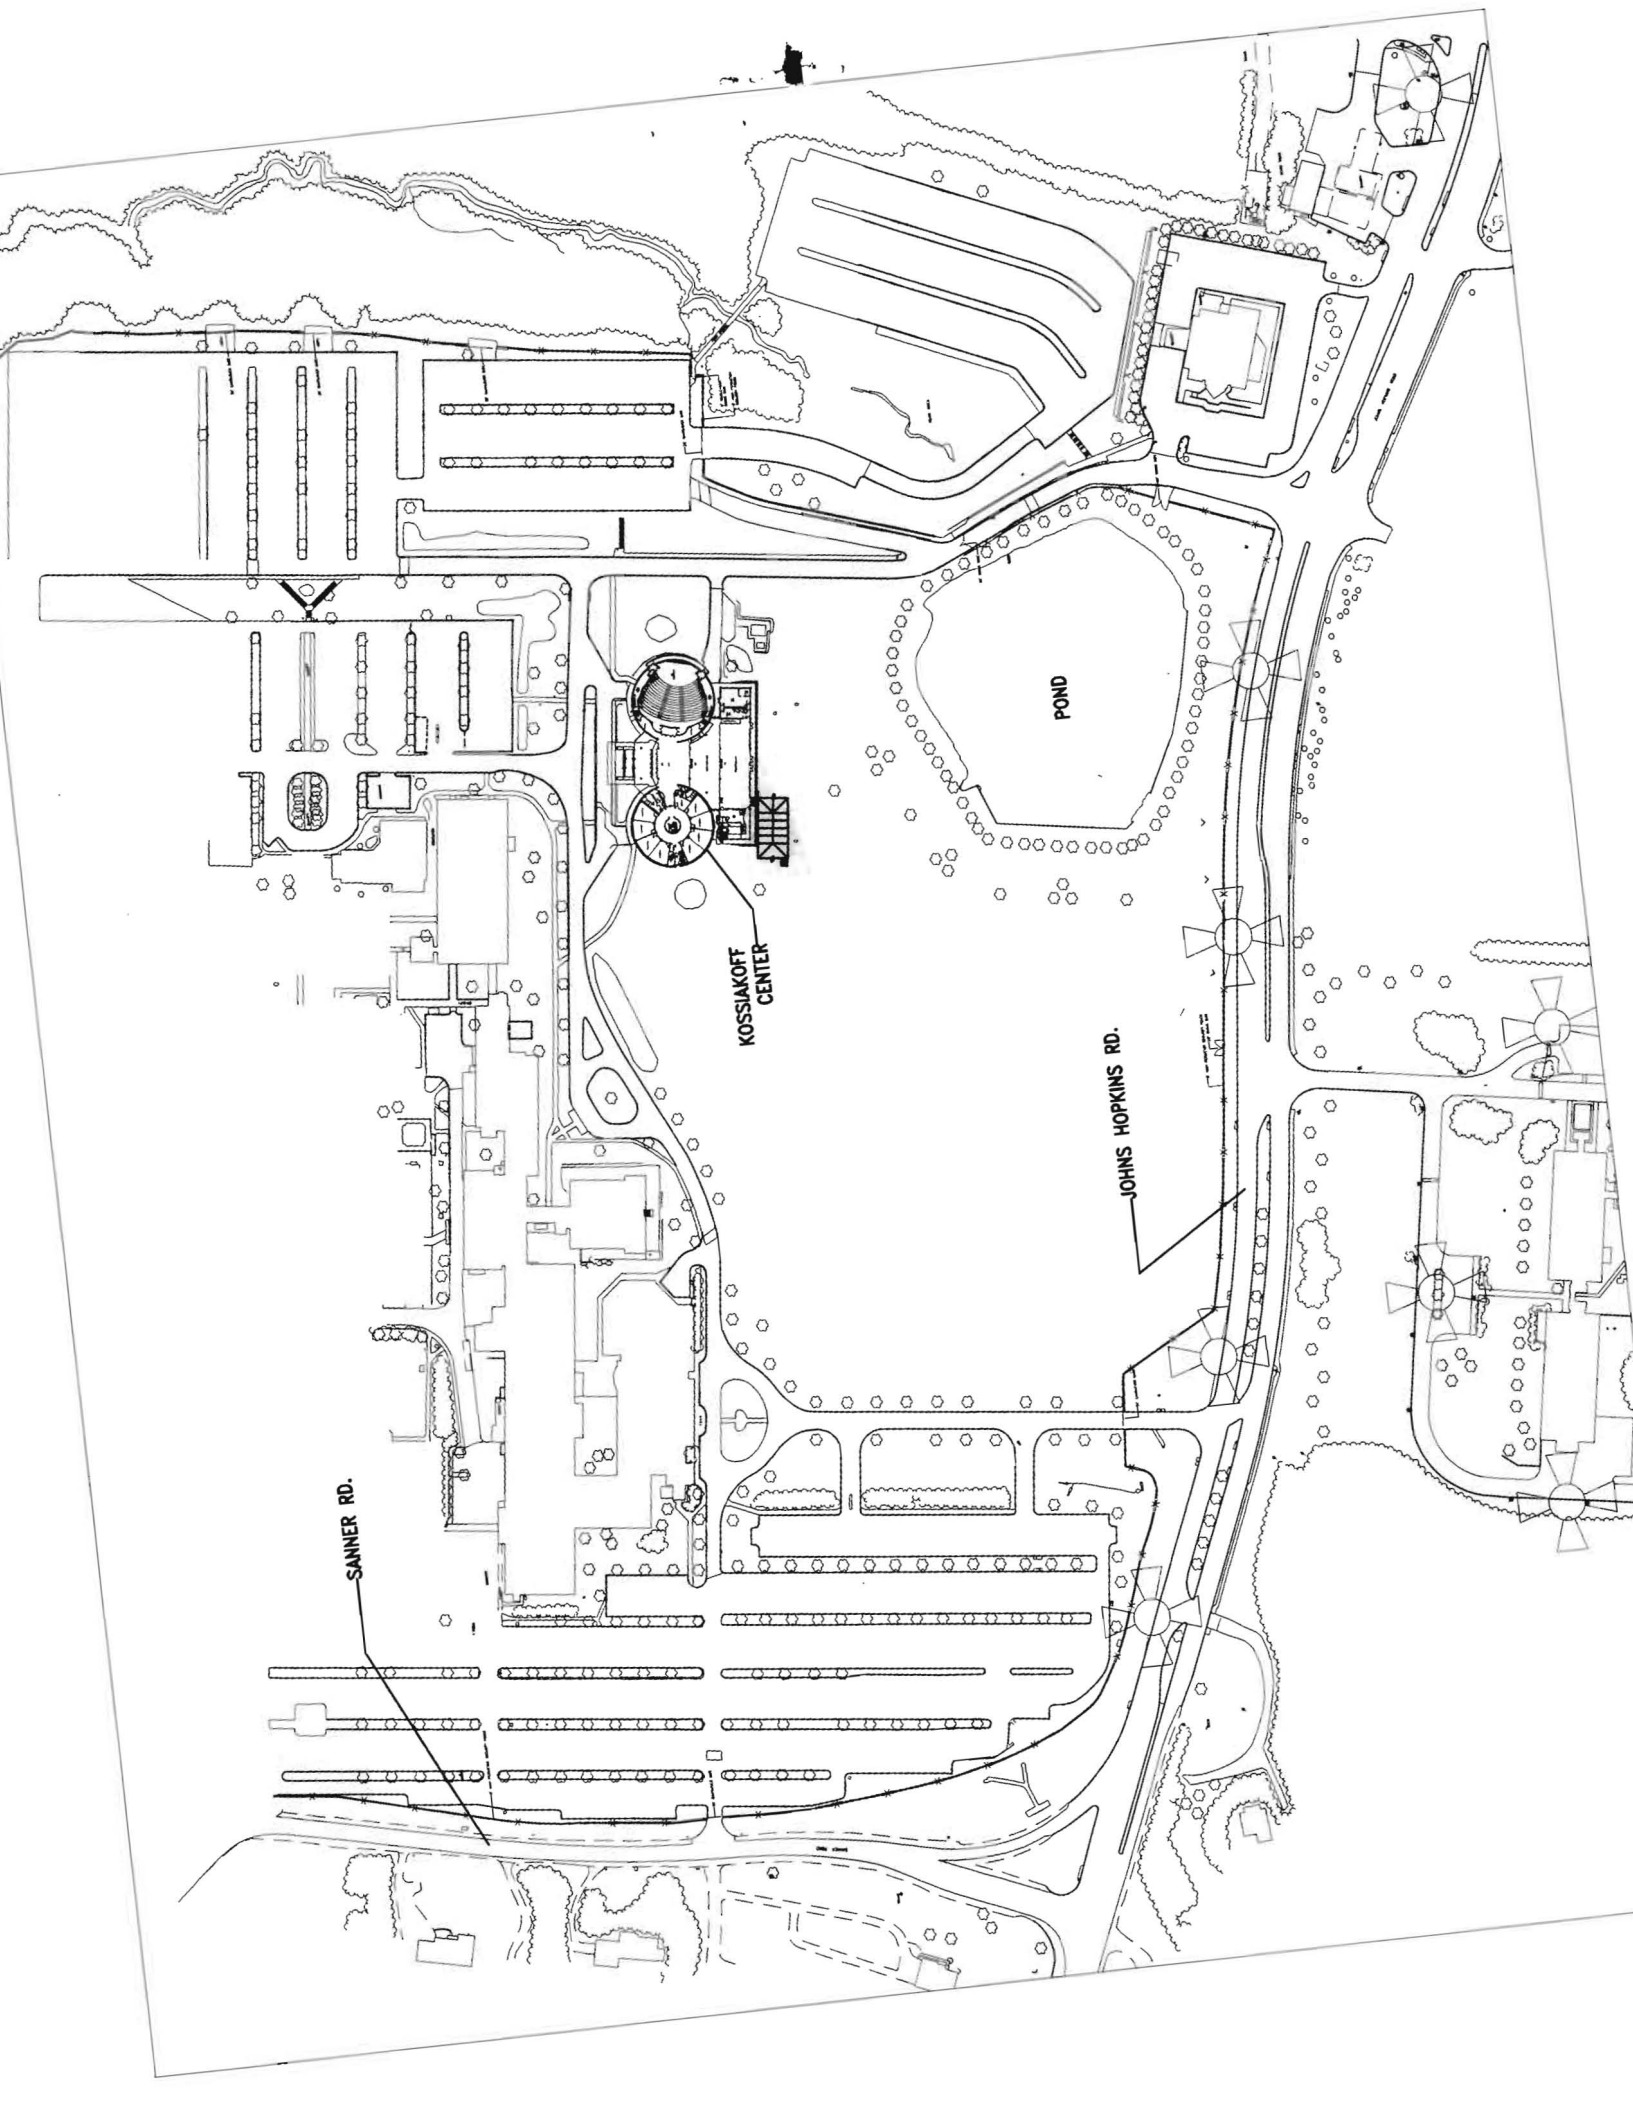 POND
KOSSIAKOFF
CENTER
JOHNS HOPKINS RD.
SANNER RD.